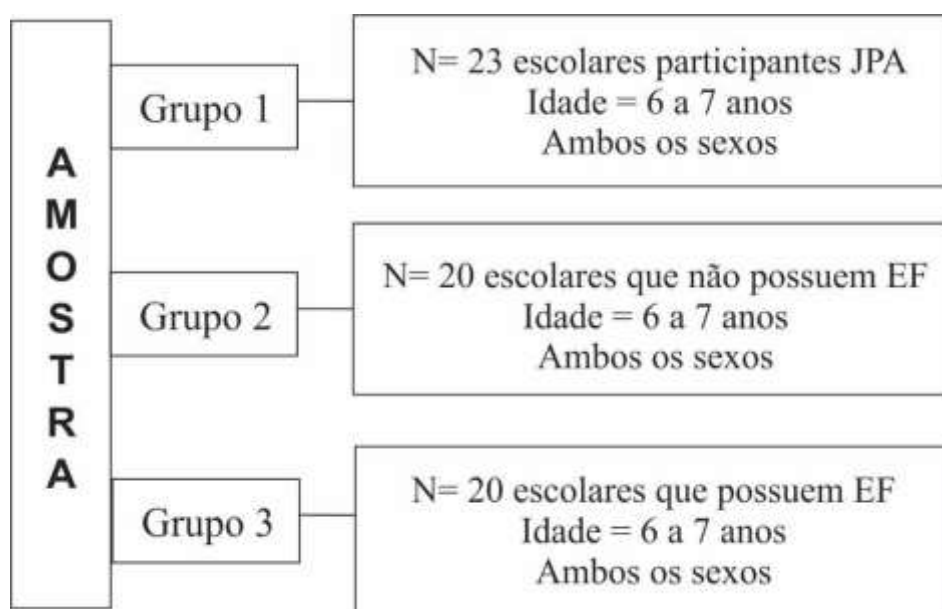 AMOSTRA
Grupo 1
N= 23 escolares participantes JPA
Idade = 6 a 7 anos
Ambos os sexos
Grupo 2
N= 20 escolares que não possuem EF
Idade = 6 a 7 anos
Ambos os sexos
Grupo 3
N= 20 escolares que possuem EF
Idade = 6 a 7 anos
Ambos os sexos